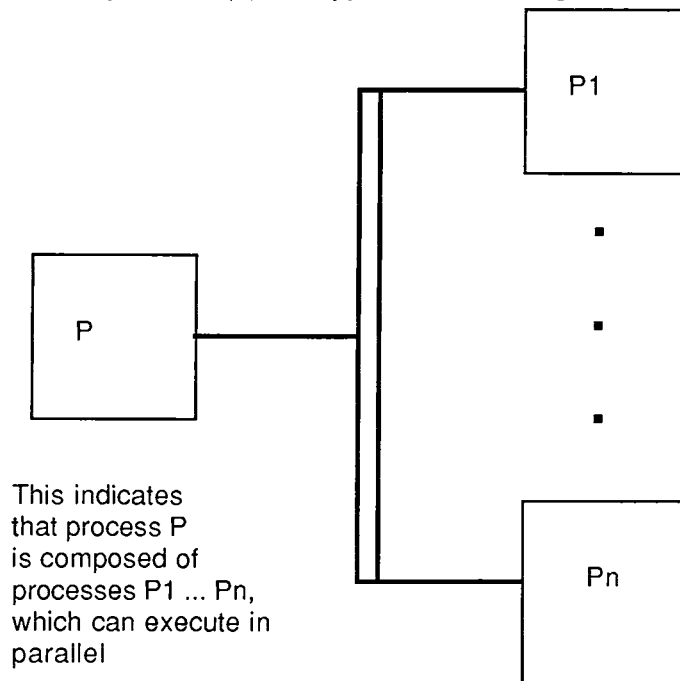 P1
P
This indicates
that process P
is composed of
processes P1 ... Pn,
which can execute in
parallel
Pn